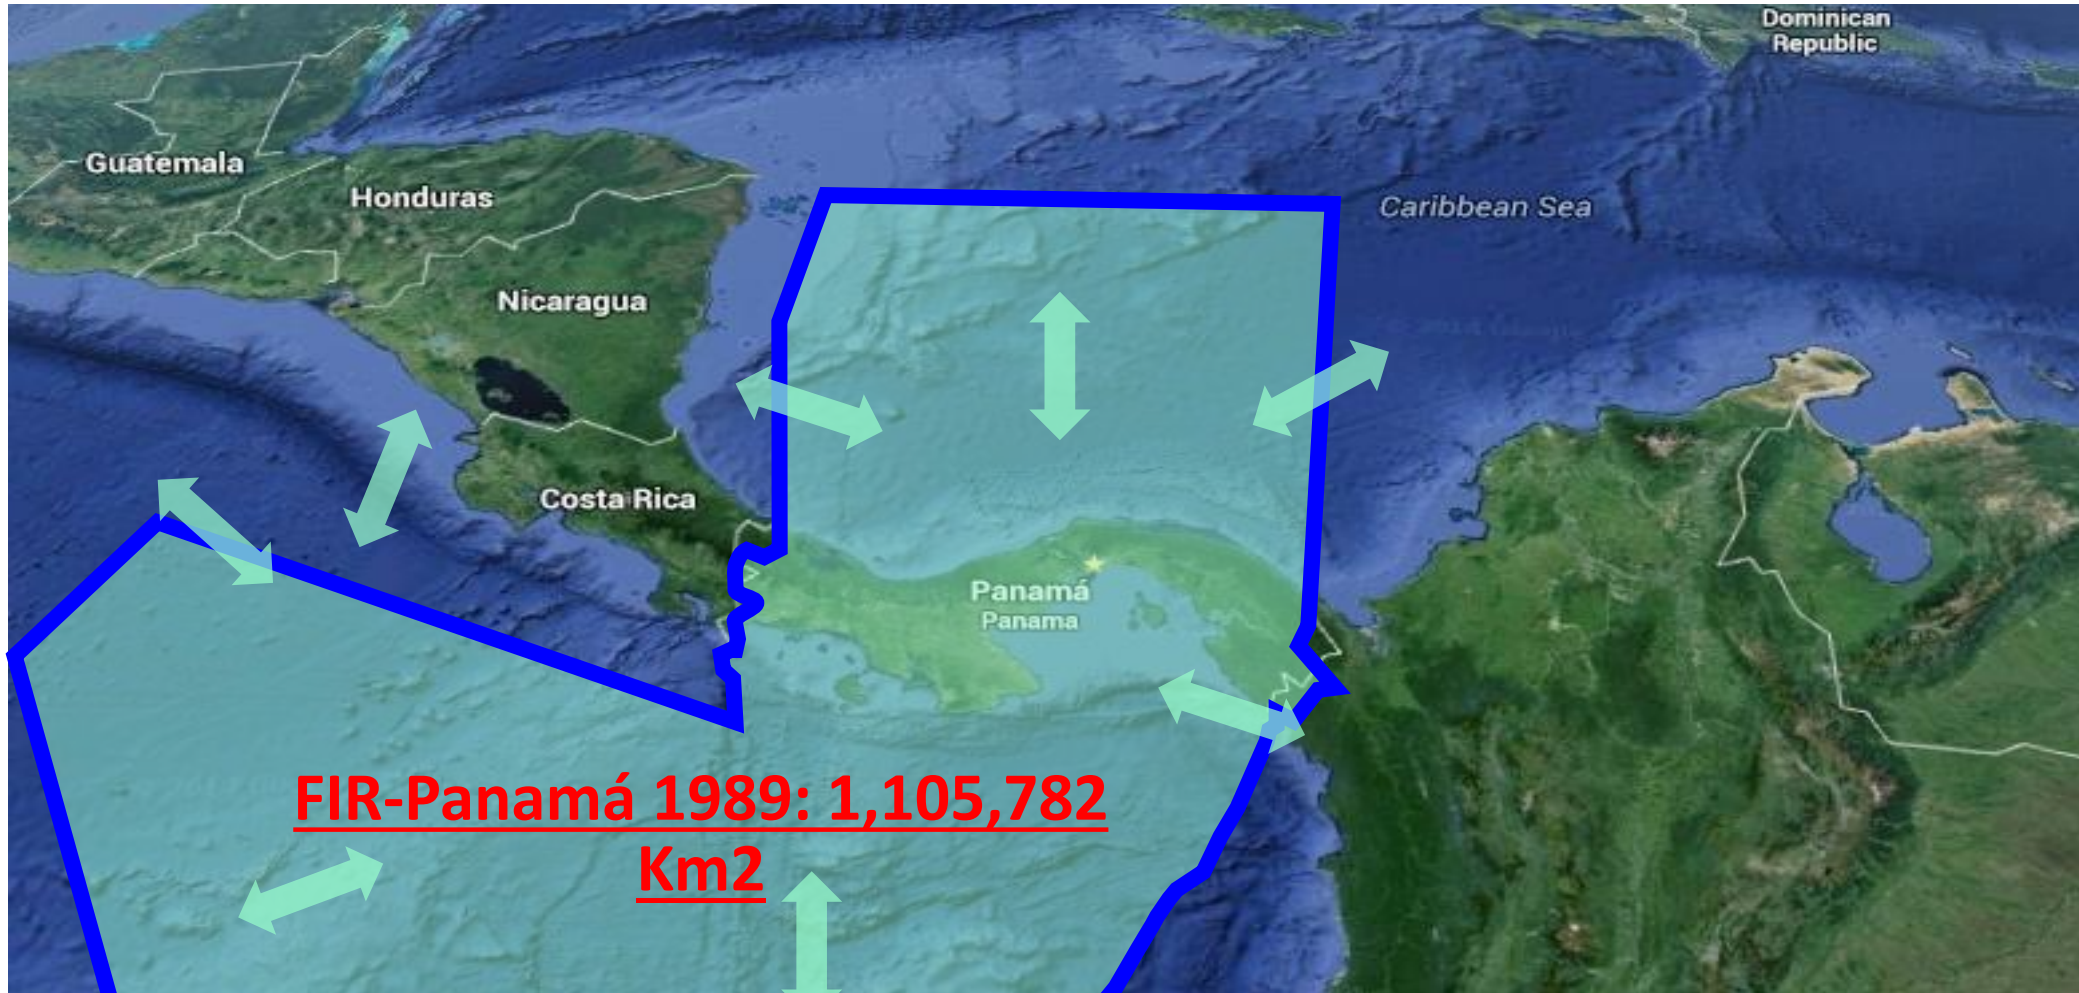 Dominican
Republic
Guatemala
Honduras
Caribbean Sea
Nicaragua
Costa Rica
Panamá
Panama
FIR-Panamá 1989: 1,105,782
Km2